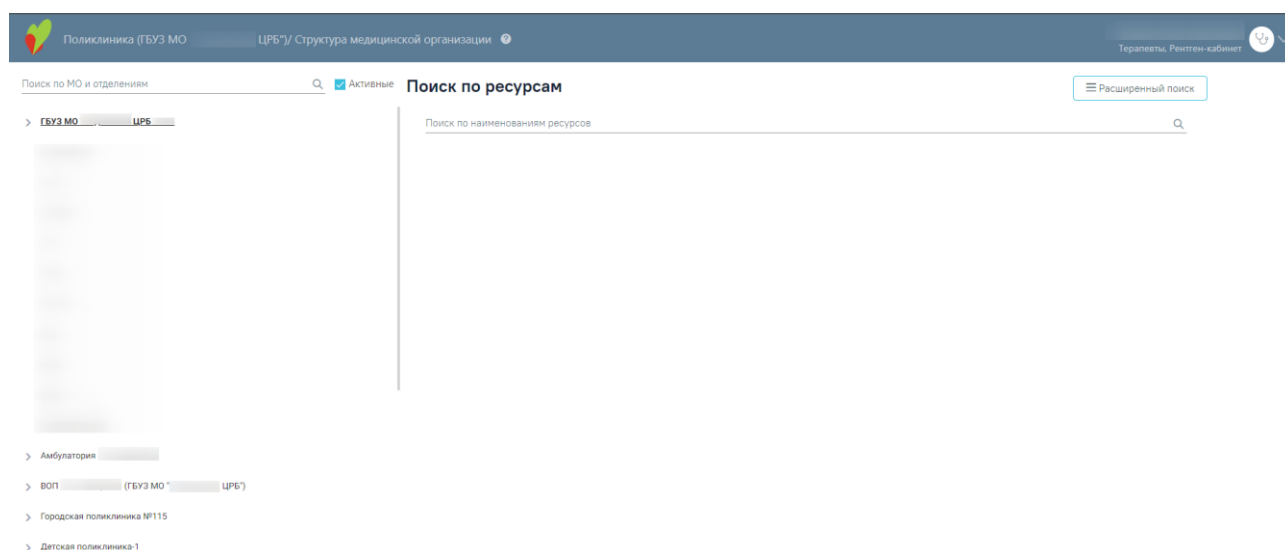 Поликлиника (ГБУЗ МО ЦРБ")/ Структура медицинской организации
Терапевты, Рентген-кабинет
Поиск по МО и отделениям
Активные
Поиск по ресурсам
Расширенный поиск
ГБУЗ МО ЦРБ
Поиск по наименованиям ресурсов
Амбулатория
ВОП (ГБУЗ МО " ЦРБ")
Городская поликлиника №115
Детская поликлиника-1